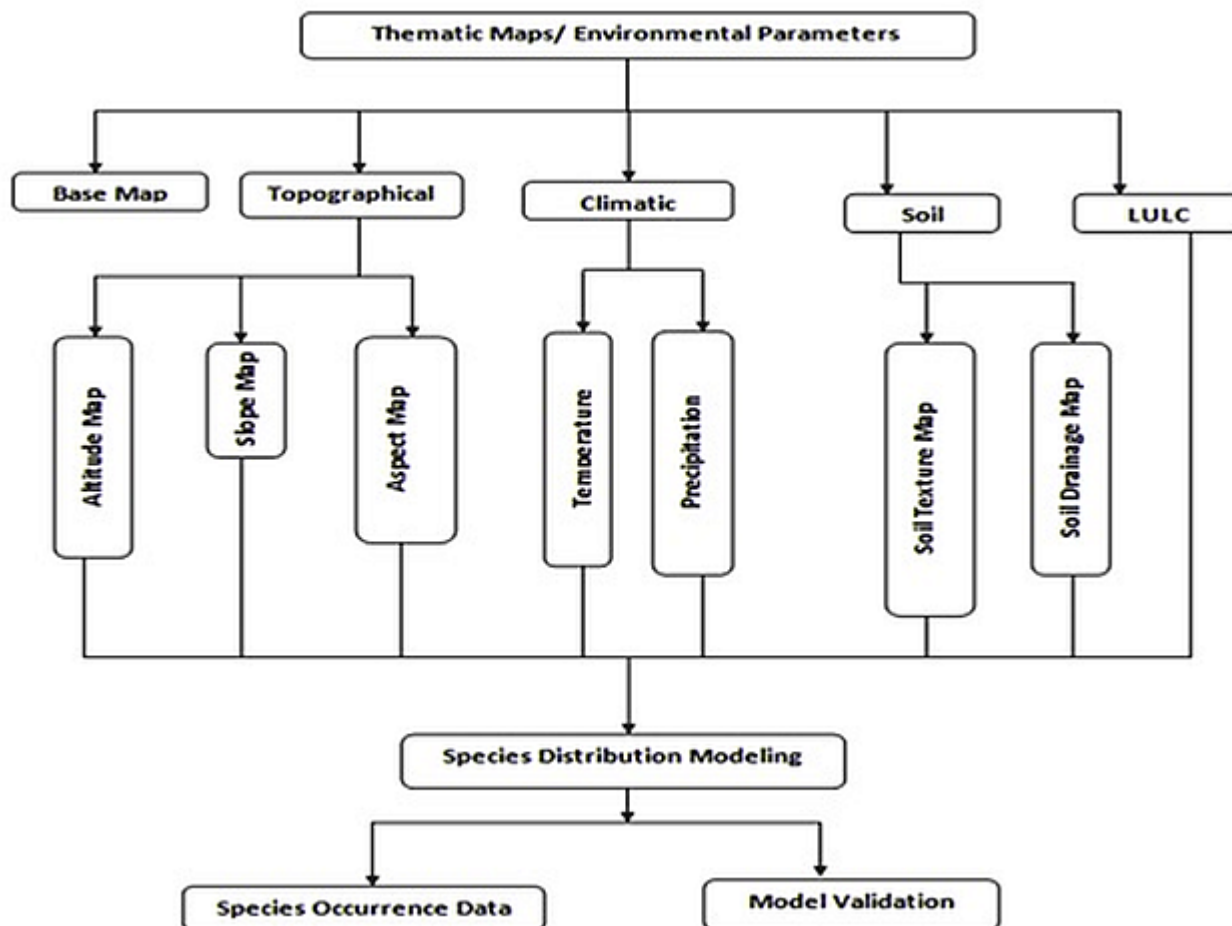 Thematic Maps/ Environmental Parameters
Base Map
Topographical
Climatic
Soil
LULC
Altitude Map
Slope Map
Aspect Map
Temperature
Precipitation
Soil Texture Map
Soil Drainage Map
Species Distribution Modeling
Species Occurrence Data
Model Validation